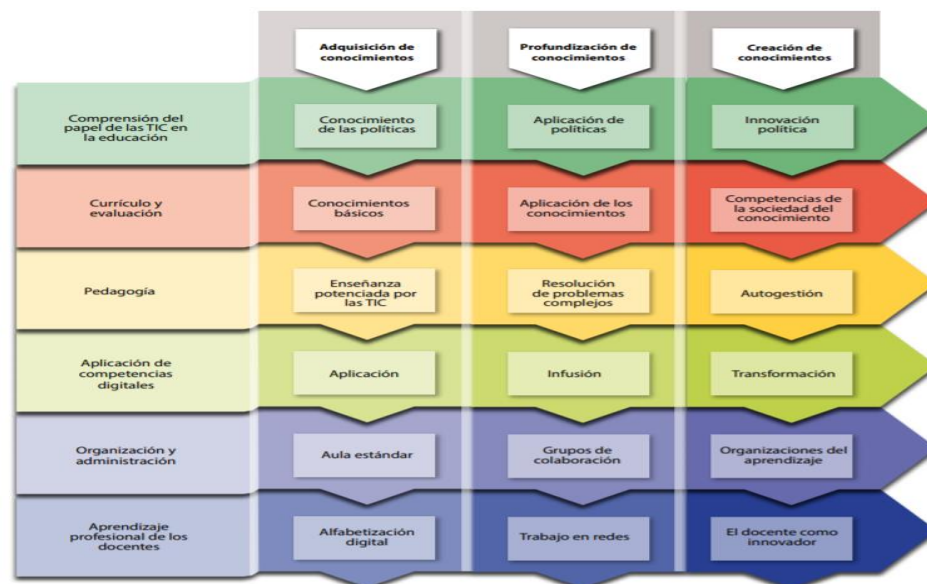 Adquisición de
conocimientos
Profundización de
conocimientos
Creación de
conocimientos
Comprensión del
papel de las TIC en
la educación
Conocimiento
de las políticas
Aplicación de
políticas
Innovación
política
Currículo y
evaluación
Conocimientos
básicos
Aplicación de los
conocimientos
Competencias de
la sociedad del
conocimiento
Pedagogía
Enseñanza
potenciada por
las TIC
Resolución
de problemas
complejos
Autogestión
Aplicación de
competencias
digitales
Aplicación
Infusión
Transformación
Organización y
administración
Aula estándar
Grupos de
colaboración
Organizaciones del
aprendizaje
Aprendizaje
profesional de los
docentes
Alfabetización
digital
Trabajo en redes
El docente como
innovador